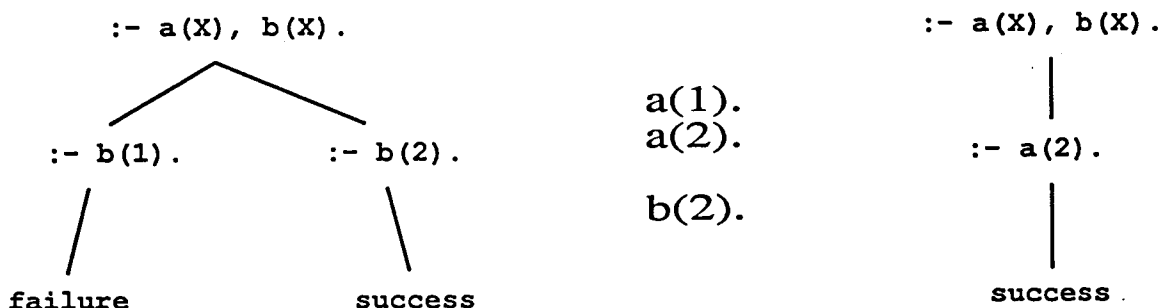 :- a(X), b(X).
:- b(1).
:- b(2).
failure
success
a(1).
a(2).
b(2).
:- a(X), b(X).
:- a(2).
success